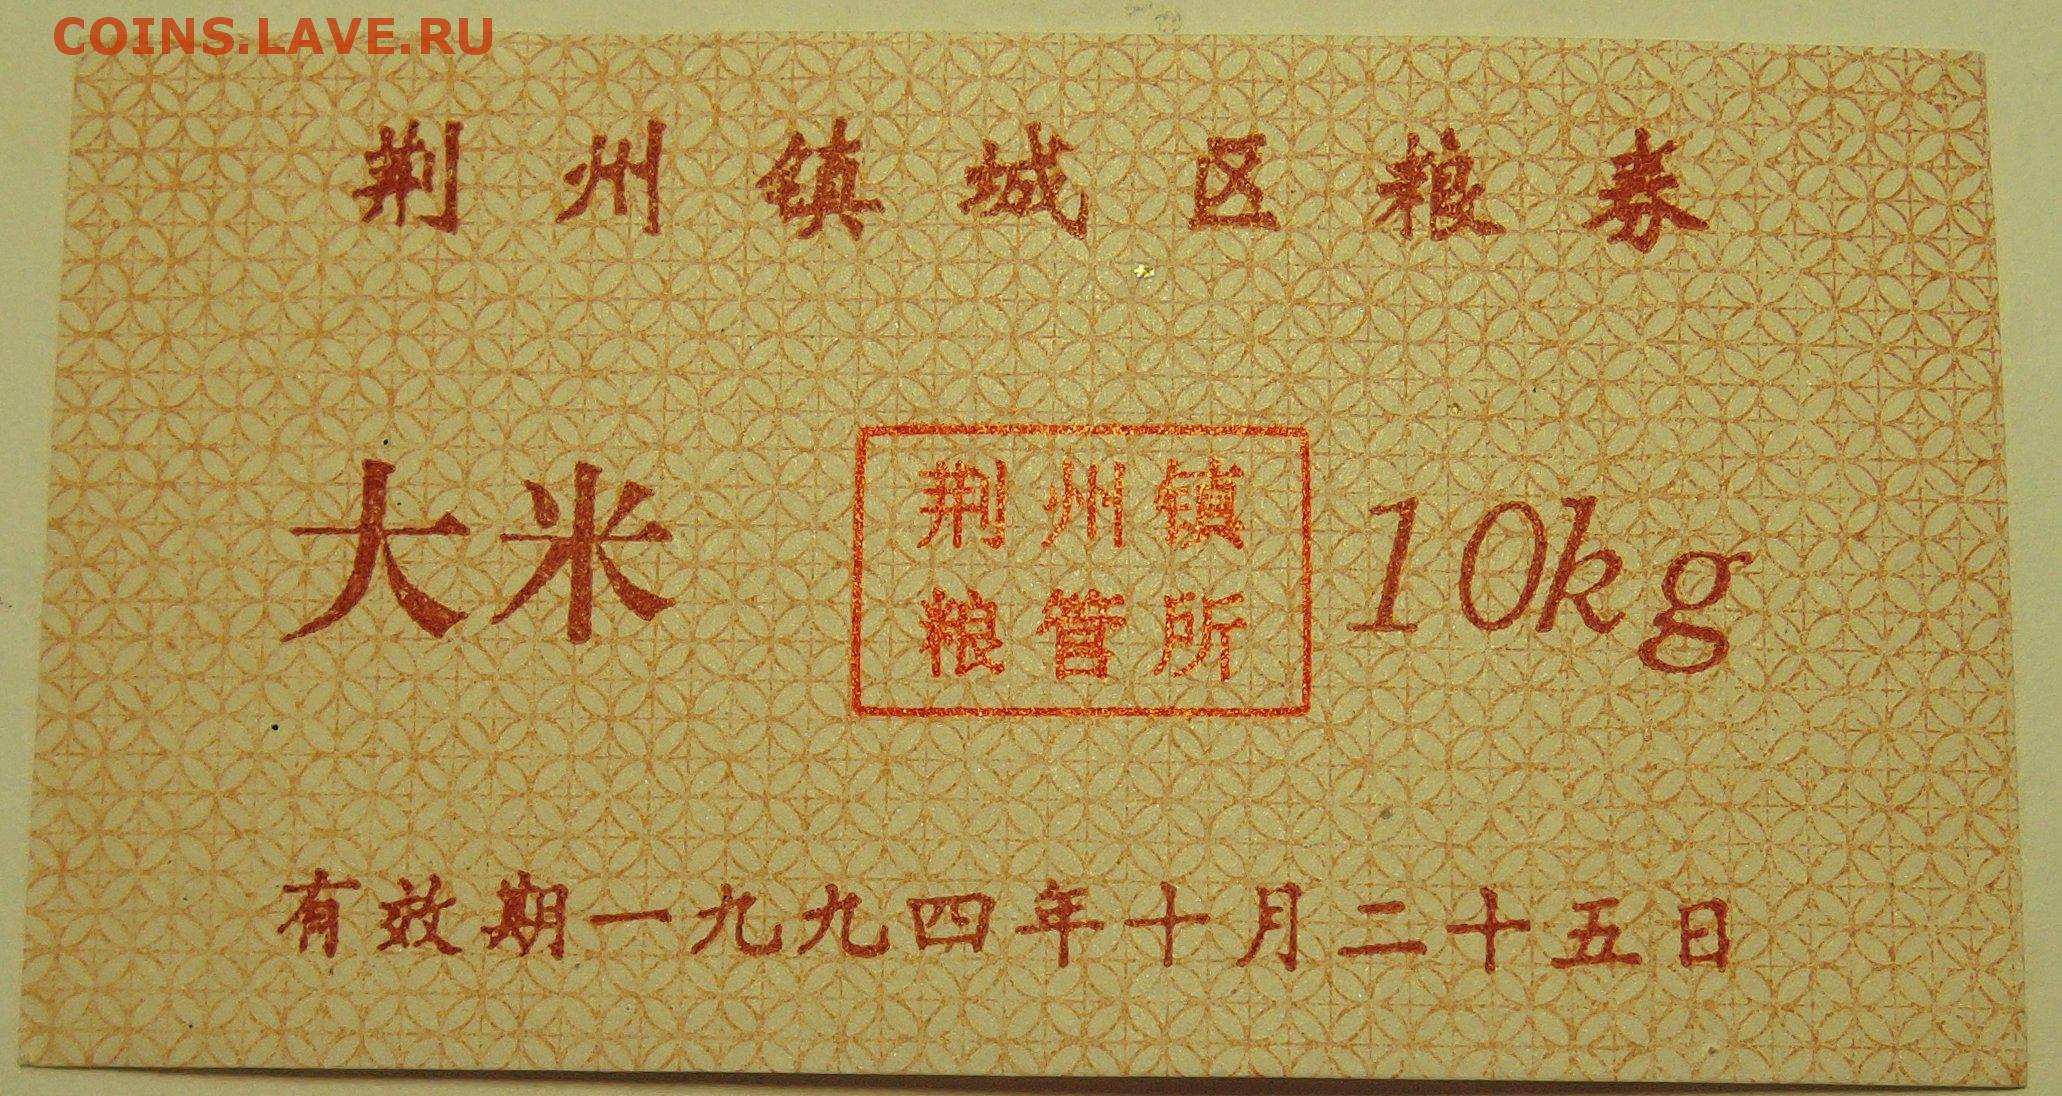 COINS.LAVE.RU
荆州镇城区粮券
大米
荆州镇
粮管所
10kg
有效期一九九四年十月二十五日